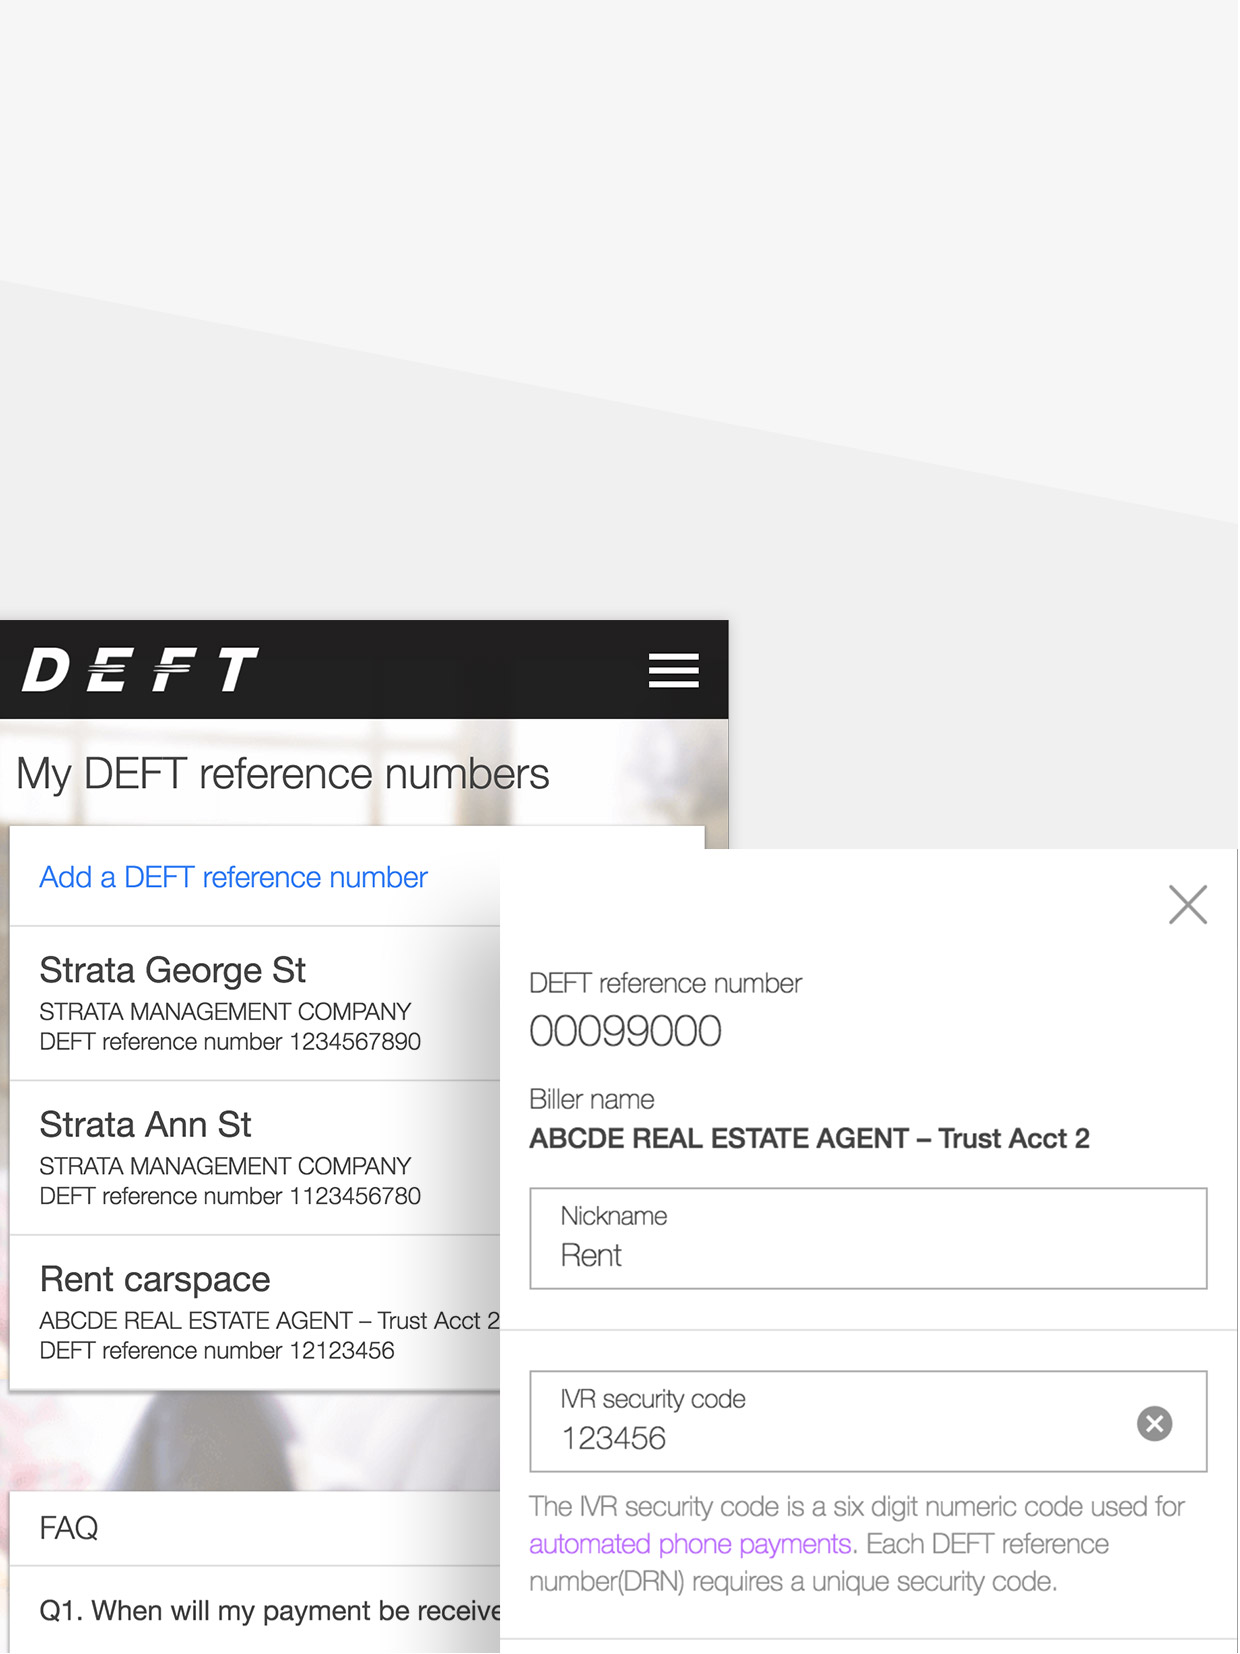 DEFT
My DEFT reference numbers
Add a DEFT reference number
Strata George St
STRATA MANAGEMENT COMPANY
DEFT reference number 1234567890
Strata Ann St
STRATA MANAGEMENT COMPANY
DEFT reference number 1123456780
Rent carspace
ABCDE REAL ESTATE AGENT – Trust Acct 2
DEFT reference number 12123456
FAQ
Q1. When will my payment be receive
DEFT reference number
00099000
Biller name
ABCDE REAL ESTATE AGENT – Trust Acct 2
Nickname
Rent
IVR security code
123456
The IVR security code is a six digit numeric code used for
automated phone payments. Each DEFT reference
number(DRN) requires a unique security code.